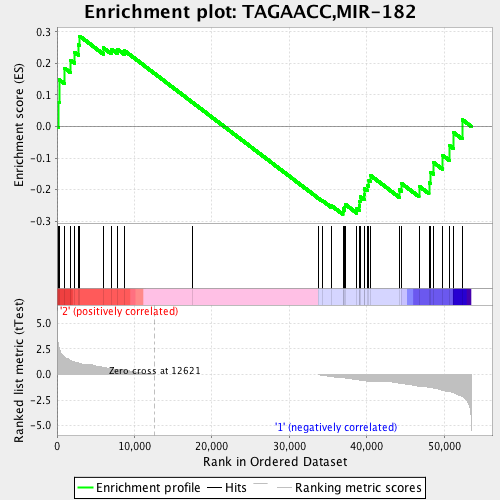 Enrichment plot: TAGAACC,MIR-182
Enrichment score (ES)
0.3
0.2
0.1
0.0
-0.1
-0.2
-0.3
'2' (positively correlated)
Ranked list metric (tTest)
5.0
2.5
0.0
-2.5
-5.0
Zero cross at 12621
'1' (negatively correlated)
0 10,000 20,000 30,000 40,000 50,000
Rank in Ordered Dataset
Enrichment profile Hits Ranking metric scores